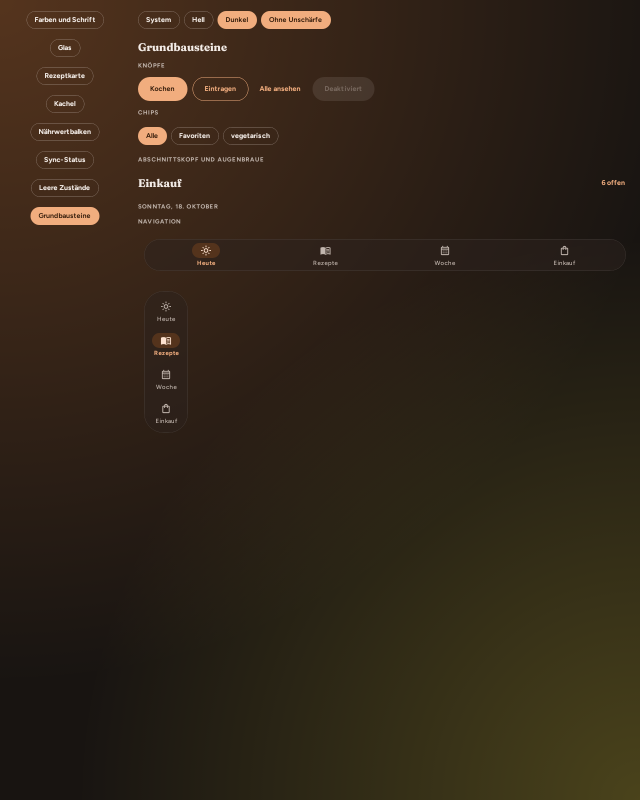 Farben und Schrift
Glas
Rezeptkarte
Kachel
Nährwertbalken
Sync-Status
Leere Zustände
Grundbausteine
System Hell Dunkel Ohne Unschärfe
Grundbausteine
KNÖPFE
Kochen Eintragen Alle ansehen Deaktiviert
CHIPS
Alle Favoriten vegetarisch
ABSCHNITTSKOPF UND AUGENBRAUE
Einkauf 6 offen
SONNTAG, 18. OKTOBER
NAVIGATION
Heute Rezepte Woche Einkauf
Heute
Rezepte
Woche
Einkauf